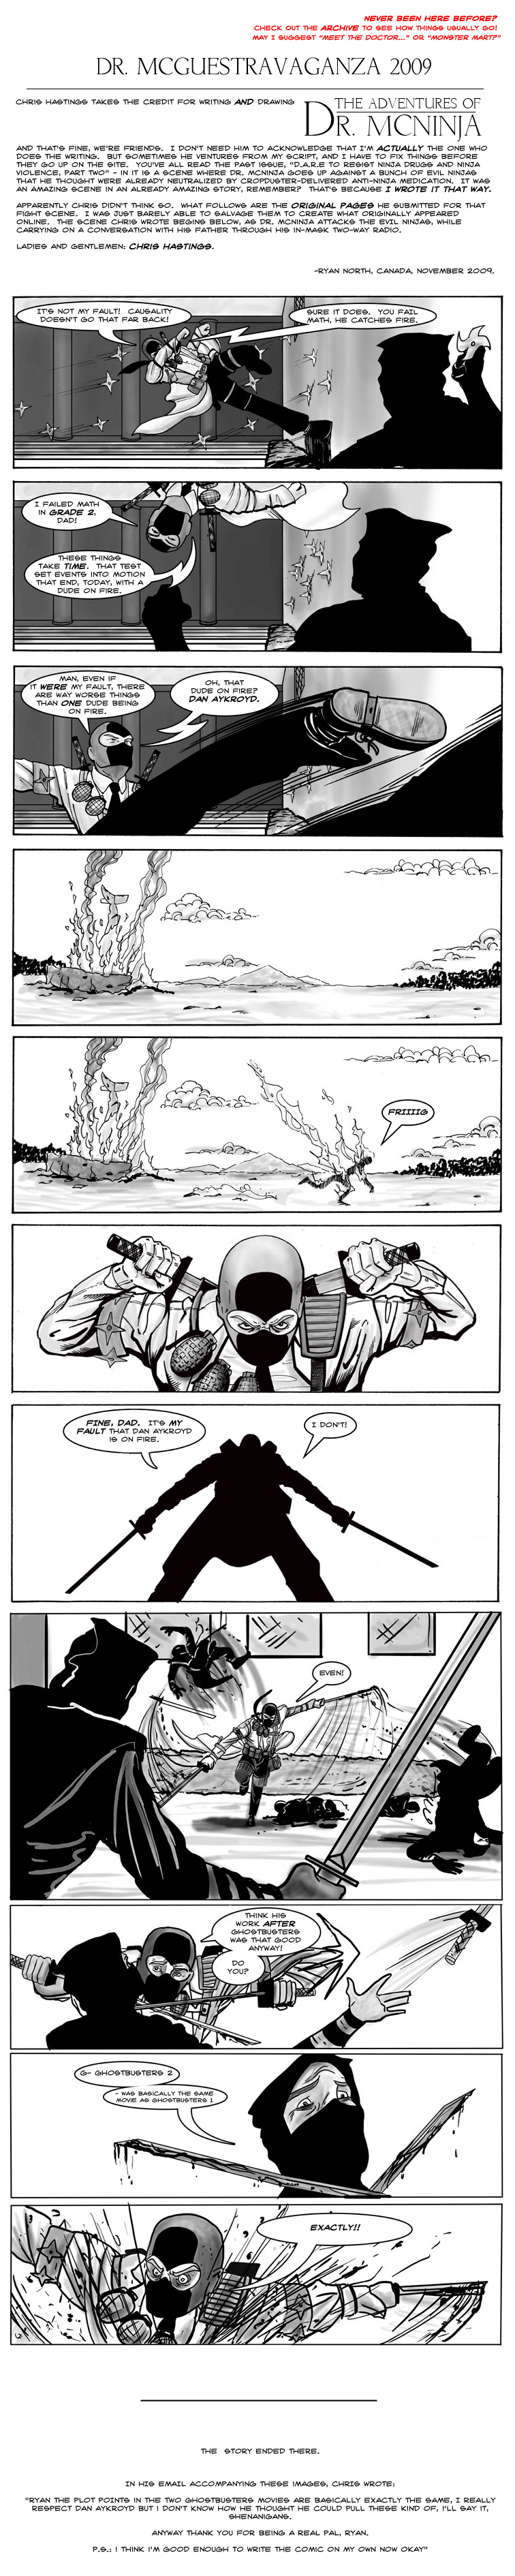 NEVER BEEN HERE BEFORE?
CHECK OUT THE ARCHIVE TO SEE HOW THINGS USUALLY GO!
MAY I SUGGEST "MEET THE DOCTOR..." OR "MONSTER MART?"
DR. MCGUESTRAVAGANZA 2009
CHRIS HASTINGS TAKES THE CREDIT FOR WRITING AND DRAWING
THE ADVENTURES OF
DR. MCNINJA
AND THAT'S FINE, WE'RE FRIENDS. I DON'T NEED HIM TO ACKNOWLEDGE THAT I'M ACTUALLY THE ONE WHO
DOES THE WRITING. BUT SOMETIMES HE VENTURES FROM MY SCRIPT, AND I HAVE TO FIX THINGS BEFORE
THEY GO UP ON THE SITE. YOU'VE ALL READ THE PAST ISSUE, "D.A.R.E TO RESIST NINJA DRUGS AND NINJA
VIOLENCE, PART TWO" - IN IT IS A SCENE WHERE DR. MCNINJA GOES UP AGAINST A BUNCH OF EVIL NINJAS
THAT HE THOUGHT WERE ALREADY NEUTRALIZED BY CROPDUSTER-DELIVERED ANTI-NINJA MEDICATION. IT WAS
AN AMAZING SCENE IN AN ALREADY AMAZING STORY, REMEMBER? THAT'S BECAUSE I WROTE IT THAT WAY.
APPARENTLY CHRIS DIDN'T THINK SO. WHAT FOLLOWS ARE THE ORIGINAL PAGES HE SUBMITTED FOR THAT
FIGHT SCENE. I WAS JUST BARELY ABLE TO SALVAGE THEM TO CREATE WHAT ORIGINALLY APPEARED
ONLINE. THE SCENE CHRIS WROTE BEGINS BELOW, AS DR. MCNINJA ATTACKS THE EVIL NINJAS, WHILE
CARRYING ON A CONVERSATION WITH HIS FATHER THROUGH HIS IN-MASK TWO-WAY RADIO.
LADIES AND GENTLEMEN: CHRIS HASTINGS.
-RYAN NORTH, CANADA, NOVEMBER 2009.
IT'S NOT MY FAULT! CAUSALITY
DOESN'T GO THAT FAR BACK!
SURE IT DOES. YOU FAIL
MATH, HE CATCHES FIRE.
I FAILED MATH
IN GRADE 2,
DAD!
THESE THINGS
TAKE TIME. THAT TEST
SET EVENTS INTO MOTION
THAT END, TODAY, WITH A
DUDE ON FIRE.
MAN, EVEN IF
IT WERE MY FAULT, THERE
ARE WAY WORSE THINGS
THAN ONE DUDE BEING
ON FIRE.
OH, THAT
DUDE ON FIRE?
DAN AYKROYD.
FRIIIIG
FINE, DAD. IT'S MY
FAULT THAT DAN AYKROYD
IS ON FIRE.
I DON'T!
EVEN!
THINK HIS
WORK AFTER
GHOSTBUSTERS
WAS THAT GOOD
ANYWAY!
DO
YOU?
G- GHOSTBUSTERS 2
- WAS BASICALLY THE SAME
MOVIE AS GHOSTBUSTERS 1
EXACTLY!!
THE STORY ENDED THERE.
IN HIS EMAIL ACCOMPANYING THESE IMAGES, CHRIS WROTE:
"RYAN THE PLOT POINTS IN THE TWO GHOSTBUSTERS MOVIES ARE BASICALLY EXACTLY THE SAME, I REALLY
RESPECT DAN AYKROYD BUT I DON'T KNOW HOW HE THOUGHT HE COULD PULL THESE KIND OF, I'LL SAY IT,
SHENANIGANS.
ANYWAY THANK YOU FOR BEING A REAL PAL, RYAN.
P.S.: I THINK I'M GOOD ENOUGH TO WRITE THE COMIC ON MY OWN NOW OKAY"